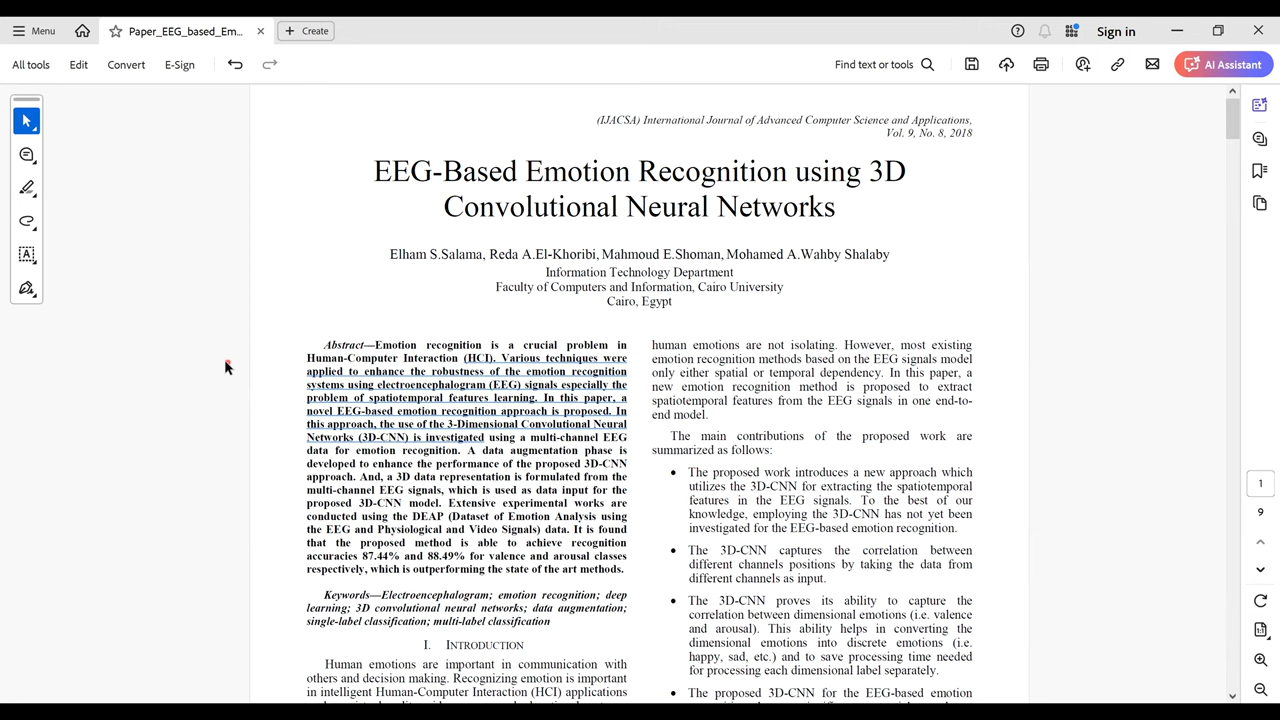 Menu
Paper_EEG_based_Em...
Create
Sign in
All tools
Edit
Convert
E-Sign
Find text or tools
AI Assistant
(IJACSA) International Journal of Advanced Computer Science and Applications,
Vol. 9, No. 8, 2018
EEG-Based Emotion Recognition using 3D
Convolutional Neural Networks
Elham S.Salama, Reda A.El-Khoribi, Mahmoud E.Shoman, Mohamed A.Wahby Shalaby
Information Technology Department
Faculty of Computers and Information, Cairo University
Cairo, Egypt
Abstract—Emotion recognition is a crucial problem in
Human-Computer Interaction (HCI). Various techniques were
applied to enhance the robustness of the emotion recognition
systems using electroencephalogram (EEG) signals especially the
problem of spatiotemporal features learning. In this paper, a
novel EEG-based emotion recognition approach is proposed. In
this approach, the use of the 3-Dimensional Convolutional Neural
Networks (3D-CNN) is investigated using a multi-channel EEG
data for emotion recognition. A data augmentation phase is
developed to enhance the performance of the proposed 3D-CNN
approach. And, a 3D data representation is formulated from the
multi-channel EEG signals, which is used as data input for the
proposed 3D-CNN model. Extensive experimental works are
conducted using the DEAP (Dataset of Emotion Analysis using
the EEG and Physiological and Video Signals) data. It is found
that the proposed method is able to achieve recognition
accuracies 87.44% and 88.49% for valence and arousal classes
respectively, which is outperforming the state of the art methods.
Keywords—Electroencephalogram; emotion recognition; deep
learning; 3D convolutional neural networks; data augmentation;
single-label classification; multi-label classification
I. INTRODUCTION
Human emotions are important in communication with
others and decision making. Recognizing emotion is important
in intelligent Human-Computer Interaction (HCI) applications
human emotions are not isolating. However, most existing
emotion recognition methods based on the EEG signals model
only either spatial or temporal dependency. In this paper, a
new emotion recognition method is proposed to extract
spatiotemporal features from the EEG signals in one end-to-
end model.
The main contributions of the proposed work are
summarized as follows:
• The proposed work introduces a new approach which
utilizes the 3D-CNN for extracting the spatiotemporal
features in the EEG signals. To the best of our
knowledge, employing the 3D-CNN has not yet been
investigated for the EEG-based emotion recognition.
• The 3D-CNN captures the correlation between
different channels positions by taking the data from
different channels as input.
• The 3D-CNN proves its ability to capture the
correlation between dimensional emotions (i.e. valence
and arousal). This ability helps in converting the
dimensional emotions into discrete emotions (i.e.
happy, sad, etc.) and to save processing time needed
for processing each dimensional label separately.
• The proposed 3D-CNN for the EEG-based emotion
1
9